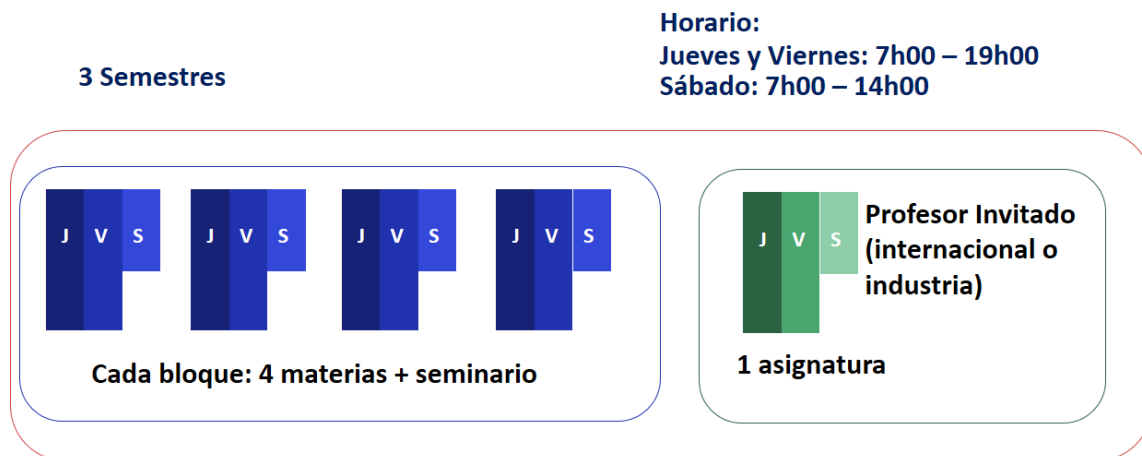 3 Semestres
Horario:
Jueves y Viernes: 7h00 – 19h00
Sábado: 7h00 – 14h00
J V S
J V S
J V S
J V S
Cada bloque: 4 materias + seminario
J V S
Profesor Invitado
(internacional o
industria)
1 asignatura